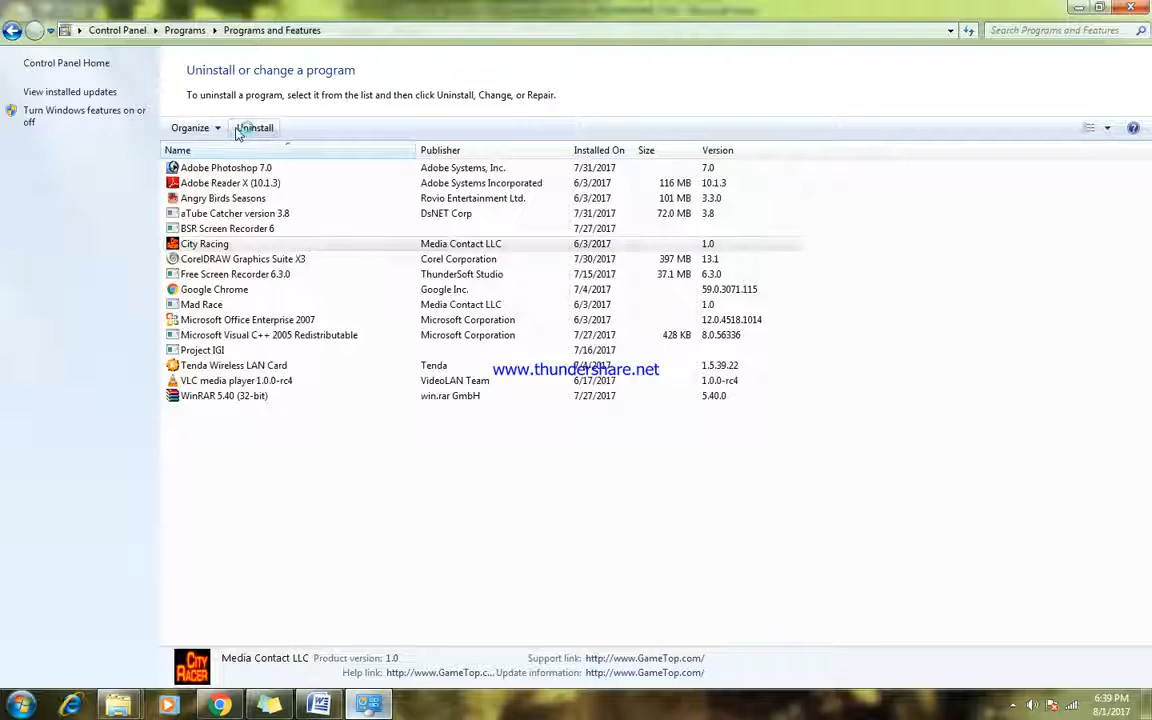 Control Panel Programs Programs and Features Search Programs and Features
Control Panel Home
View installed updates
Turn Windows features on or
off
Uninstall or change a program
To uninstall a program, select it from the list and then click Uninstall, Change, or Repair.
Organize Uninstall
Name Publisher Installed On Size Version
Adobe Photoshop 7.0 Adobe Systems, Inc. 7/31/2017 7.0
Adobe Reader X (10.1.3) Adobe Systems Incorporated 6/3/2017 116 MB 10.1.3
Angry Birds Seasons Rovio Entertainment Ltd. 6/3/2017 101 MB 3.3.0
aTube Catcher version 3.8 DsNET Corp 7/31/2017 72.0 MB 3.8
BSR Screen Recorder 6 7/27/2017
City Racing Media Contact LLC 6/3/2017 1.0
CorelDRAW Graphics Suite X3 Corel Corporation 7/30/2017 397 MB 13.1
Free Screen Recorder 6.3.0 ThunderSoft Studio 7/15/2017 37.1 MB 6.3.0
Google Chrome Google Inc. 7/4/2017 59.0.3071.115
Mad Race Media Contact LLC 6/3/2017 1.0
Microsoft Office Enterprise 2007 Microsoft Corporation 6/3/2017 12.0.4518.1014
Microsoft Visual C++ 2005 Redistributable Microsoft Corporation 7/27/2017 428 KB 8.0.56336
Project IGI 7/16/2017
Tenda Wireless LAN Card Tenda 7/4/2017 1.5.39.22
www.thundershare.net
VLC media player 1.0.0-rc4 VideoLAN Team 6/17/2017 1.0.0-rc4
WinRAR 5.40 (32-bit) win.rar GmbH 7/27/2017 5.40.0
CITY
RACER
Media Contact LLC Product version: 1.0 Support link: http://www.GameTop.com/
Help link: http://www.GameTop.c... Update information: http://www.GameTop.com/
6:39 PM
8/1/2017